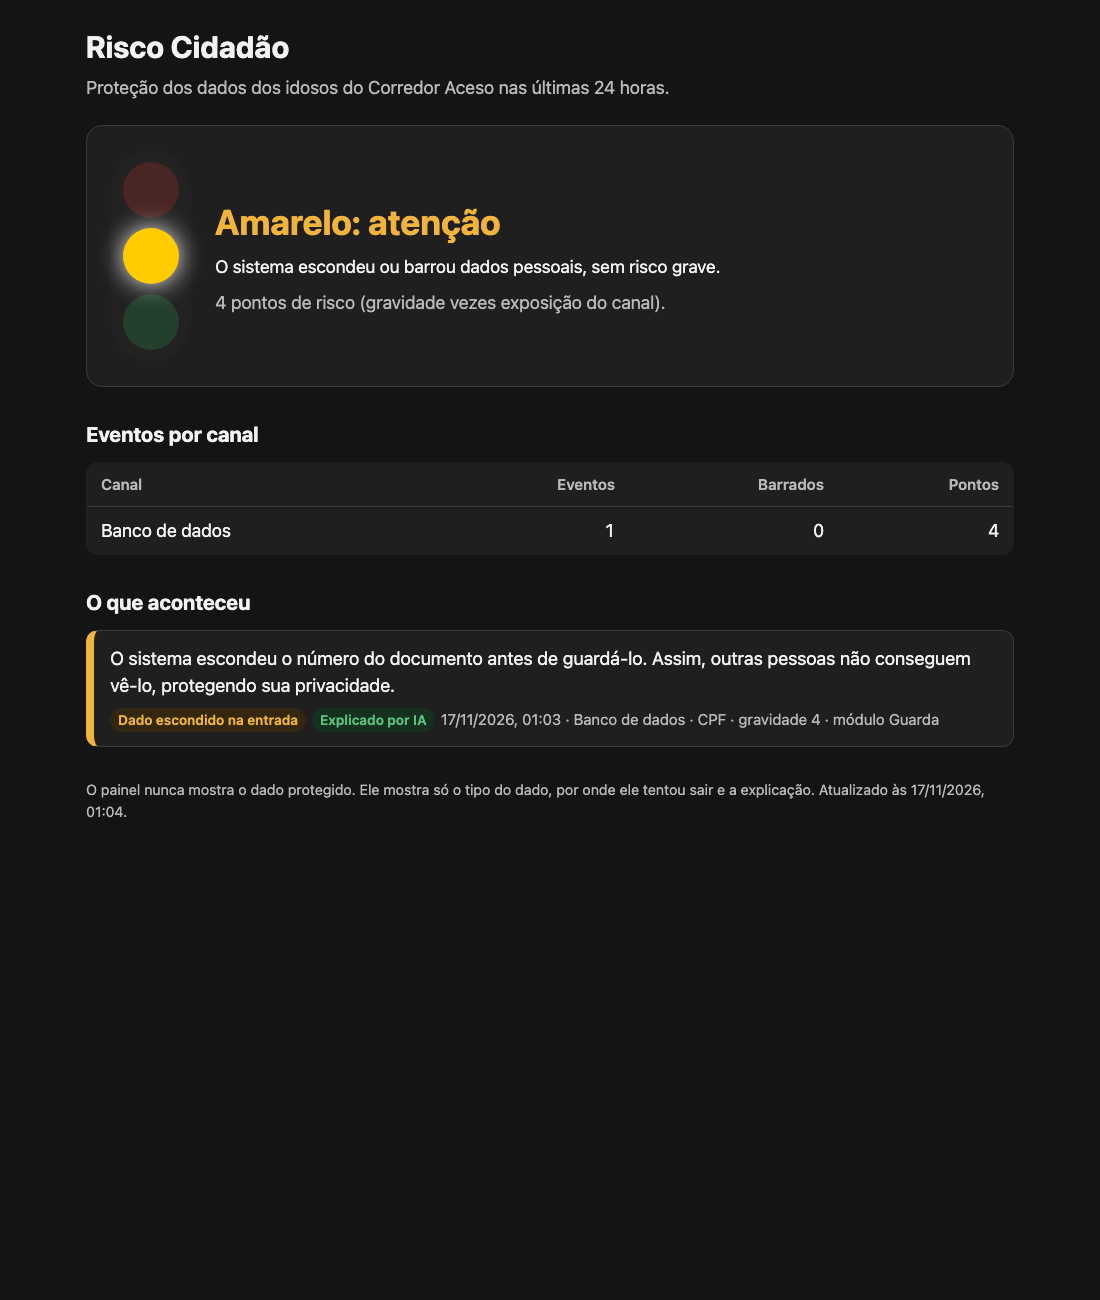 Risco Cidadão
Proteção dos dados dos idosos do Corredor Aceso nas últimas 24 horas.
Amarelo: atenção
O sistema escondeu ou barrou dados pessoais, sem risco grave.
4 pontos de risco (gravidade vezes exposição do canal).
Eventos por canal
Canal Eventos Barrados Pontos
Banco de dados 1 0 4
O que aconteceu
O sistema escondeu o número do documento antes de guardá-lo. Assim, outras pessoas não conseguem
vê-lo, protegendo sua privacidade.
Dado escondido na entrada Explicado por IA 17/11/2026, 01:03 · Banco de dados · CPF · gravidade 4 · módulo Guarda
O painel nunca mostra o dado protegido. Ele mostra só o tipo do dado, por onde ele tentou sair e a explicação. Atualizado às 17/11/2026,
01:04.